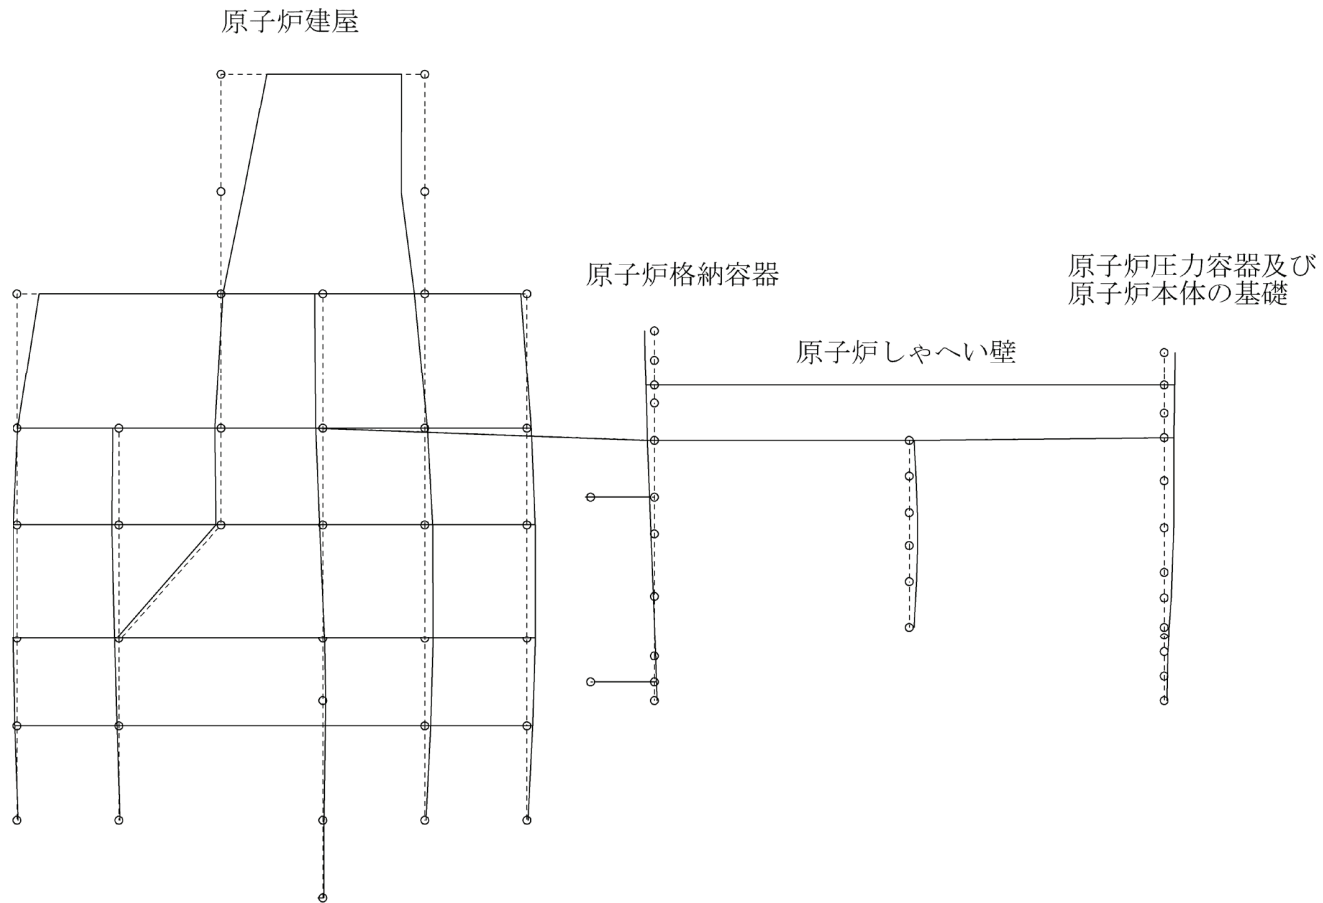 原子炉建屋
原子炉格納容器
原子炉圧力容器及び
原子炉本体の基礎
原子炉しゃへい壁